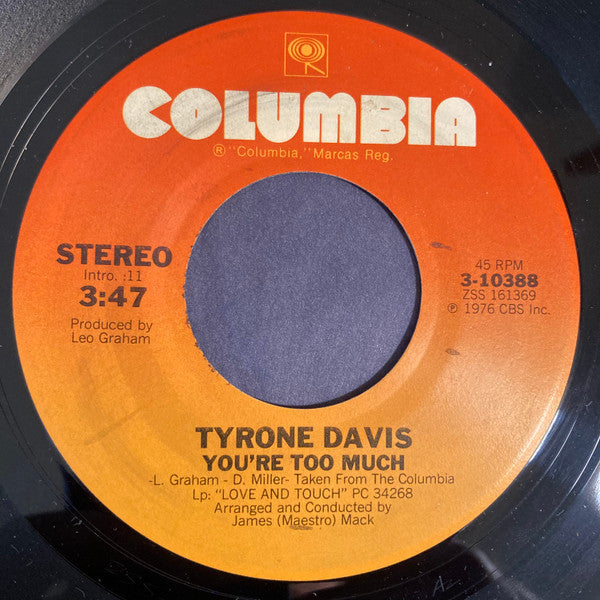 COLUMBIA
® "Columbia," Marcas Reg.
STEREO
Intro. :11
3:47
Produced by
Leo Graham
45 RPM
3-10388
ZSS 161369
℗ 1976 CBS Inc.
TYRONE DAVIS
YOU'RE TOO MUCH
-L. Graham - D. Miller- Taken From The Columbia
Lp: "LOVE AND TOUCH" PC 34268
Arranged and Conducted by
James (Maestro) Mack